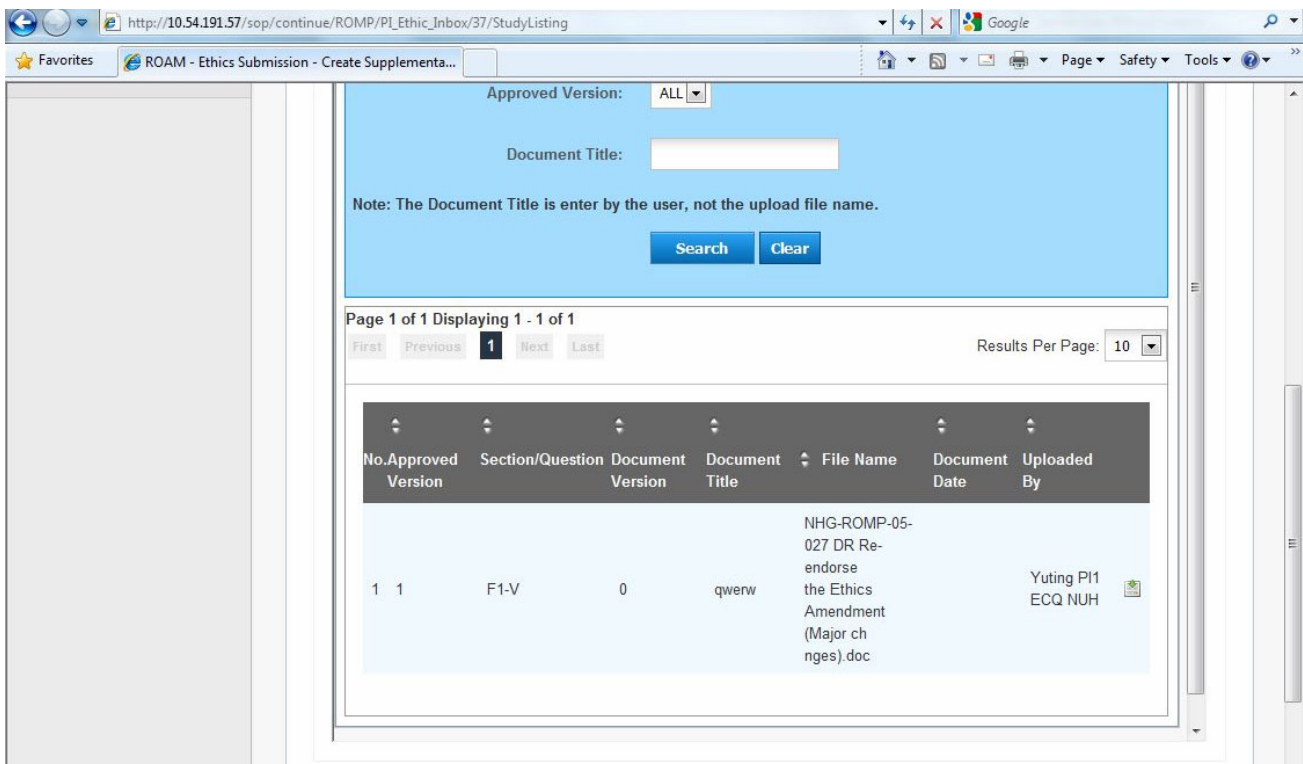 http://10.54.191.57/sop/continue/ROMP/PI_Ethic_Inbox/37/StudyListing
Google
Favorites
ROAM - Ethics Submission - Create Supplementa...
Page
Safety
Tools
Approved Version:
ALL
Document Title:
Note: The Document Title is enter by the user, not the upload file name.
Search Clear
Page 1 of 1 Displaying 1 - 1 of 1
First Previous 1 Next Last
Results Per Page: 10
No. Approved Version
Section/Question
Document Version
Document Title
File Name
Document Date
Uploaded By
1 1 F1-V 0 qwerw
NHG-ROMP-05-
027 DR Re-
endorse
the Ethics
Amendment
(Major ch
nges).doc
Yuting PI1
ECQ NUH